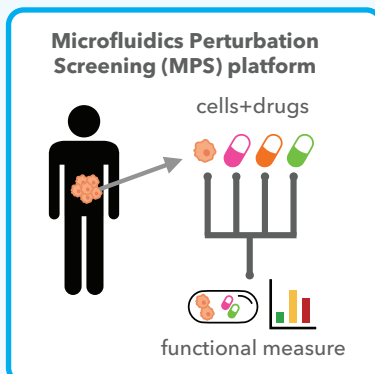 Microfluidics Perturbation
Screening (MPS) platform
cells+drugs
functional measure